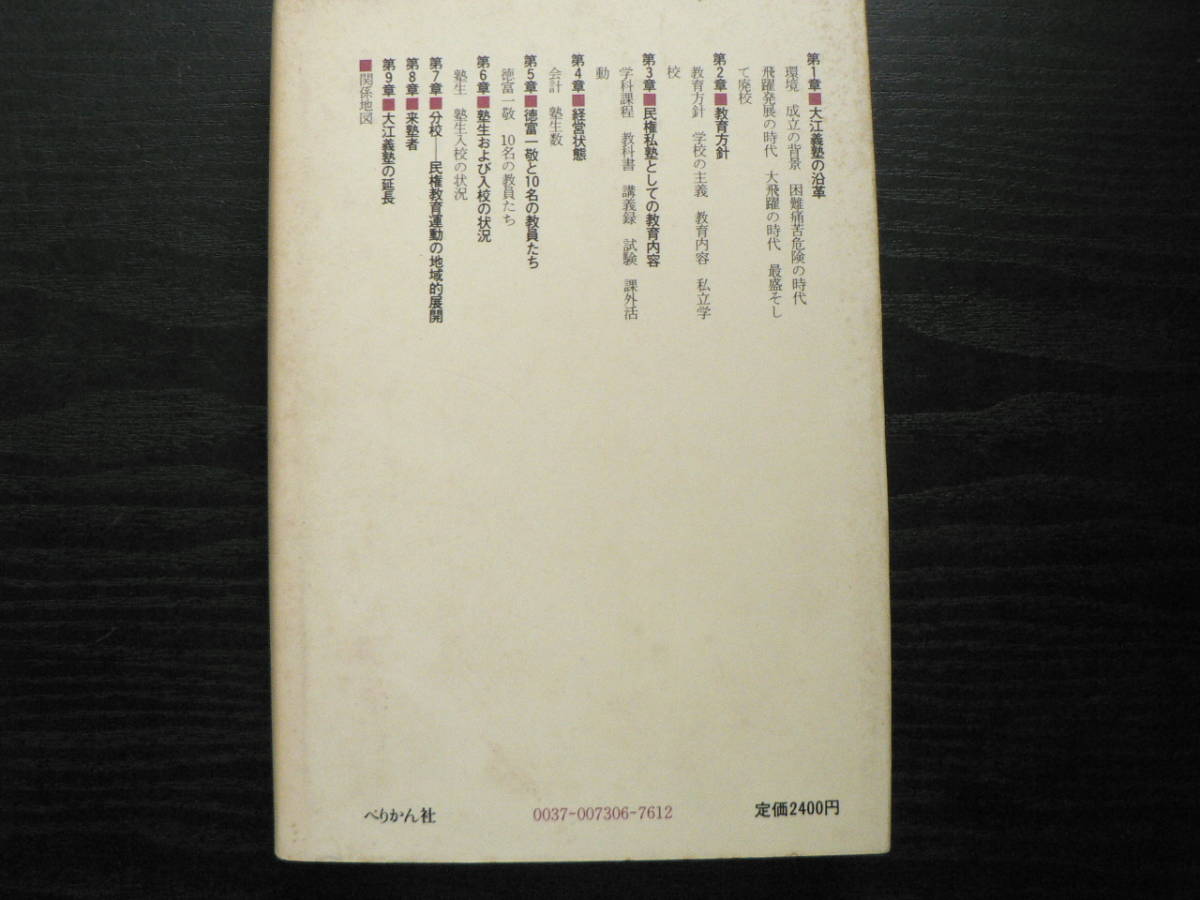 第1章■大江義塾の沿革
環境　成立の背景　困難痛苦危険の時代
飛躍発展の時代　大飛躍の時代　最盛そし
て廃校
第2章■教育方針
教育方針　学校の主義　教育内容　私立学
校
第3章■民権私塾としての教育内容
学科課程　教科書　講義録　試験　課外活
動
第4章■経営状態
会計　塾生数
第5章■徳富一敬と10名の教員たち
徳富一敬　10名の教員たち
第6章■塾生および入校の状況
塾生　塾生入校の状況
第7章■分校──民権教育運動の地域的展開
第8章■来塾者
第9章■大江義塾の延長
■関係地図
ぺりかん社
0037-007306-7612
定価2400円